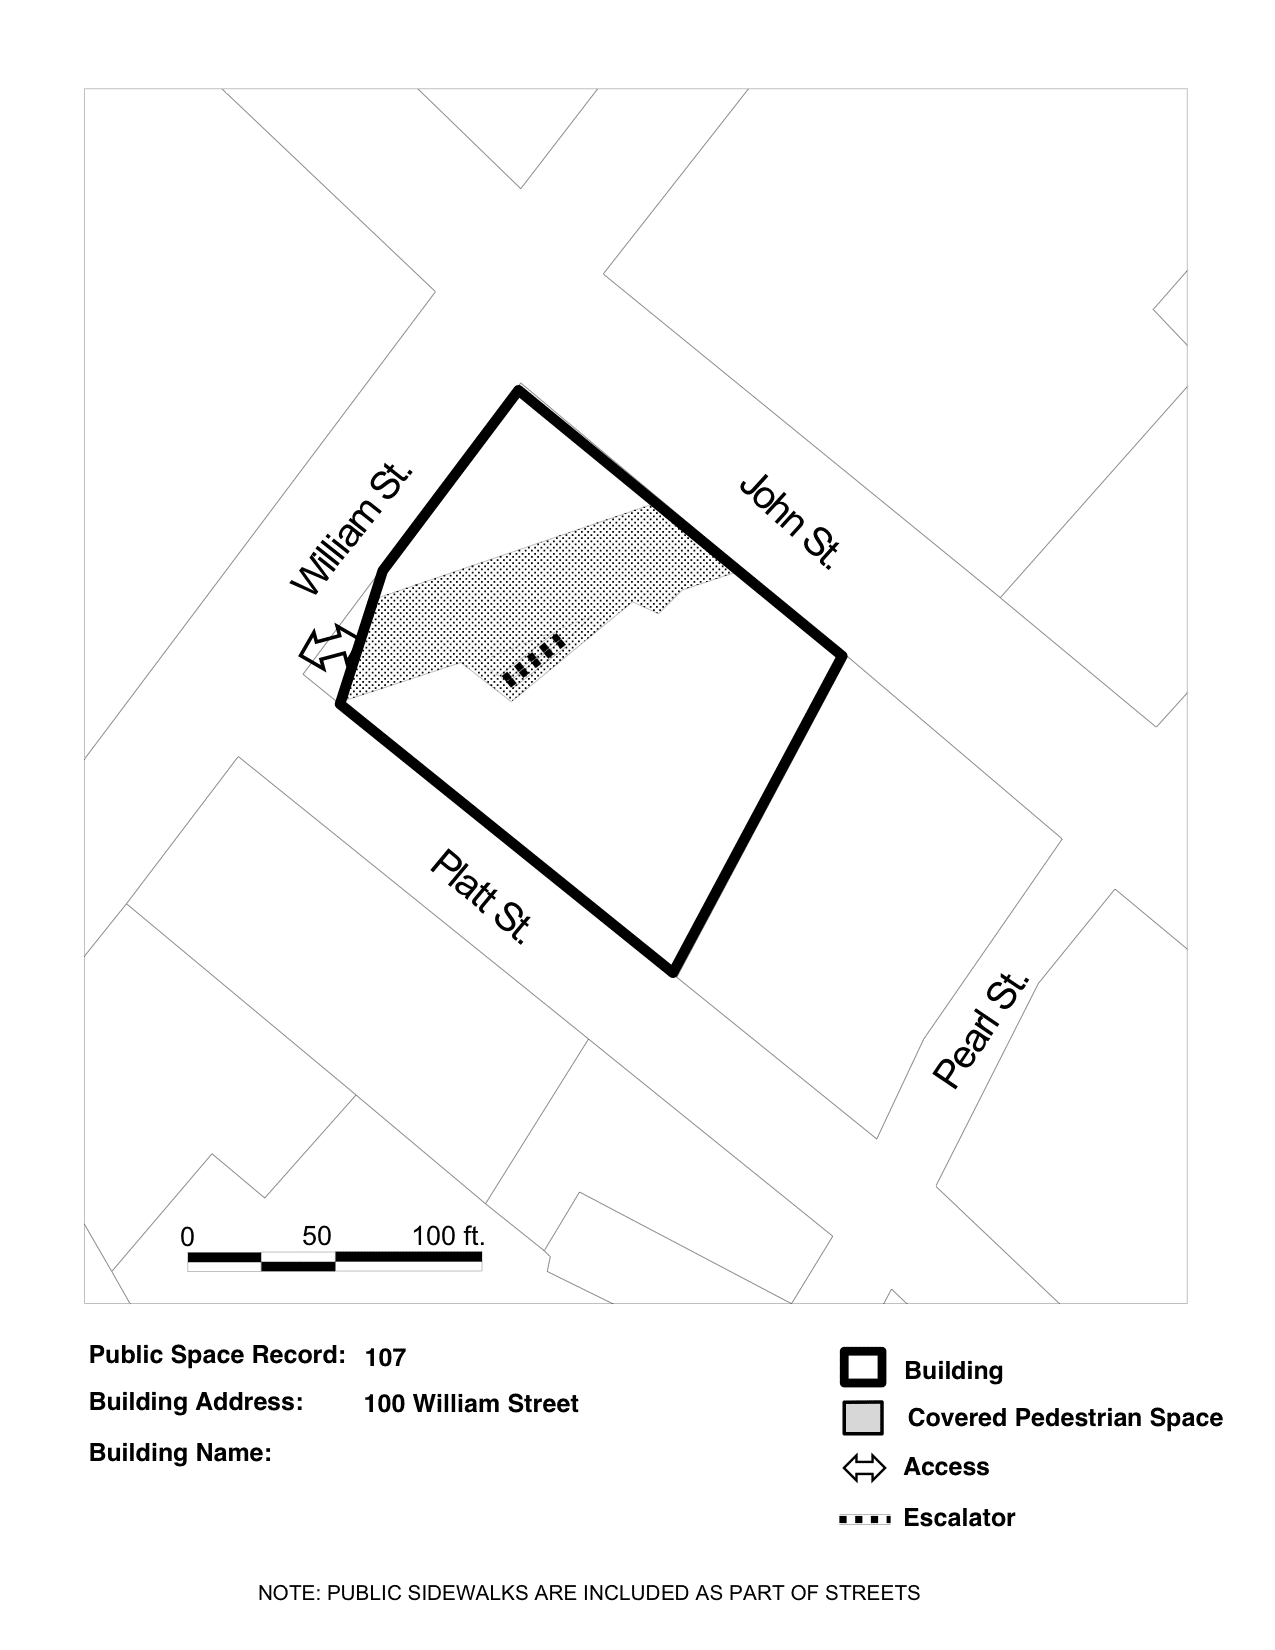 William St.
John St.
Platt St.
Pearl St.
0 50 100 ft.
Public Space Record: 107
Building Address: 100 William Street
Building Name:
Building
Covered Pedestrian Space
Access
Escalator
NOTE: PUBLIC SIDEWALKS ARE INCLUDED AS PART OF STREETS